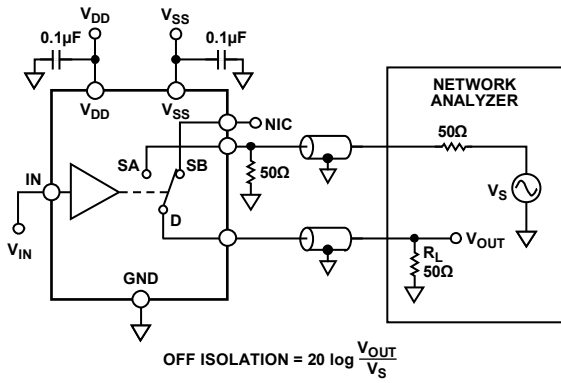 V_DD V_SS
0.1µF 0.1µF
V_DD V_SS
NETWORK
ANALYZER
NIC
50Ω
SA SB
50Ω
IN
V_S
D
V_OUT
V_IN
R_L
50Ω
GND
OFF ISOLATION = 20 log V_OUT / V_S